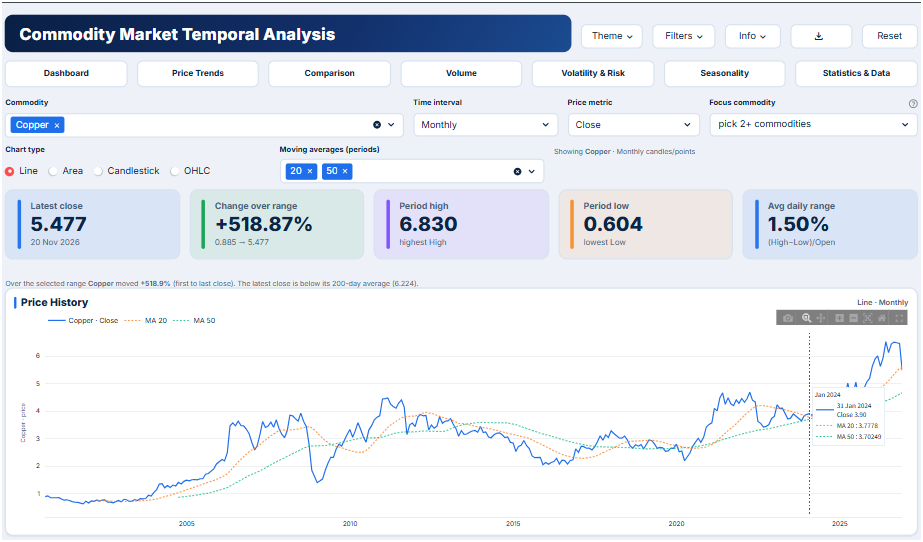 Commodity Market Temporal Analysis
Theme
Filters
Info
Reset
Dashboard
Price Trends
Comparison
Volume
Volatility & Risk
Seasonality
Statistics & Data
Commodity
Time interval
Price metric
Focus commodity
Copper ×
Monthly
Close
pick 2+ commodities
Chart type
Moving averages (periods)
Showing Copper · Monthly candles/points
Line
Area
Candlestick
OHLC
20 ×
50 ×
Latest close
5.477
20 Nov 2026
Change over range
+518.87%
0.885 → 5.477
Period high
6.830
highest High
Period low
0.604
lowest Low
Avg daily range
1.50%
(High−Low)/Open
Over the selected range Copper moved +518.9% (first to last close). The latest close is below its 200-day average (6.224).
Price History
Line · Monthly
Copper · Close
MA 20
MA 50
Copper · price
6
5
4
3
2
1
Jan 2024
31 Jan 2024
Close 3.90
MA 20 : 3.7778
MA 50 : 3.70249
2005
2010
2015
2020
2025